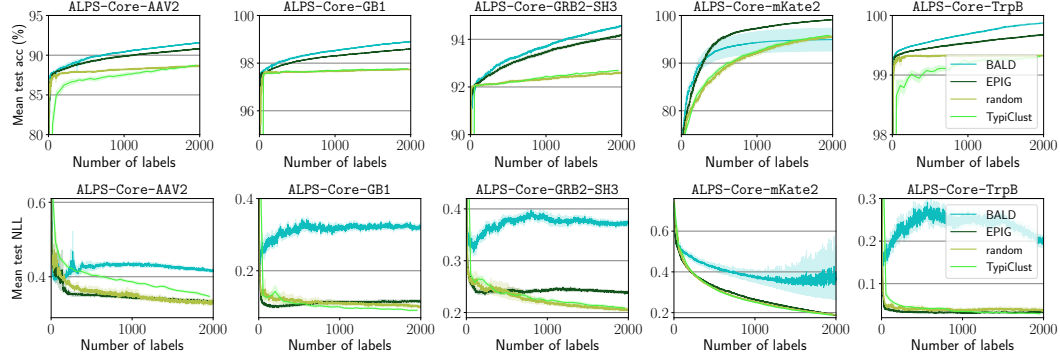 ALPS-Core-AAV2
ALPS-Core-GB1
ALPS-Core-GRB2-SH3
ALPS-Core-mKate2
ALPS-Core-TrpB
Mean test acc (%)
95
90
85
80
98
96
94
92
90
100
90
80
100
99
98
0
1000
2000
0
1000
2000
0
1000
2000
0
1000
2000
0
1000
2000
Number of labels
Number of labels
Number of labels
Number of labels
Number of labels
BALD
EPIG
random
TypiClust
ALPS-Core-AAV2
ALPS-Core-GB1
ALPS-Core-GRB2-SH3
ALPS-Core-mKate2
ALPS-Core-TrpB
Mean test NLL
0.6
0.4
0.4
0.2
0.4
0.3
0.2
0.6
0.4
0.2
0.3
0.2
0.1
0
1000
2000
0
1000
2000
0
1000
2000
0
1000
2000
0
1000
2000
Number of labels
Number of labels
Number of labels
Number of labels
Number of labels
BALD
EPIG
random
TypiClust